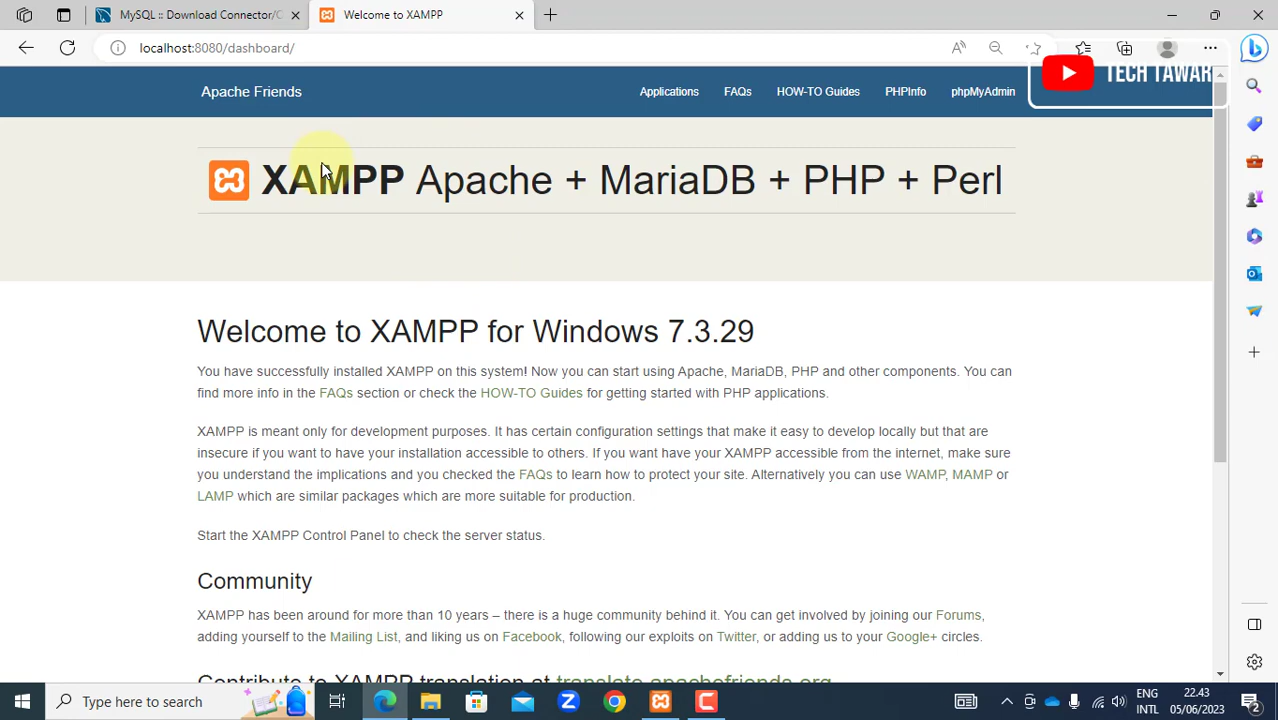 MySQL :: Download Connector/C
Welcome to XAMPP
localhost:8080/dashboard/
TECH TAWAR
Apache Friends
Applications
FAQs
HOW-TO Guides
PHPInfo
phpMyAdmin
XAMPP Apache + MariaDB + PHP + Perl
Welcome to XAMPP for Windows 7.3.29
You have successfully installed XAMPP on this system! Now you can start using Apache, MariaDB, PHP and other components. You can
find more info in the FAQs section or check the HOW-TO Guides for getting started with PHP applications.
XAMPP is meant only for development purposes. It has certain configuration settings that make it easy to develop locally but that are
insecure if you want to have your installation accessible to others. If you want have your XAMPP accessible from the internet, make sure
you understand the implications and you checked the FAQs to learn how to protect your site. Alternatively you can use WAMP, MAMP or
LAMP which are similar packages which are more suitable for production.
Start the XAMPP Control Panel to check the server status.
Community
XAMPP has been around for more than 10 years – there is a huge community behind it. You can get involved by joining our Forums,
adding yourself to the Mailing List, and liking us on Facebook, following our exploits on Twitter, or adding us to your Google+ circles.
Contribute to XAMPP translation at translate.apachefriends.org
Type here to search
ENG
INTL
22.43
05/06/2023
2